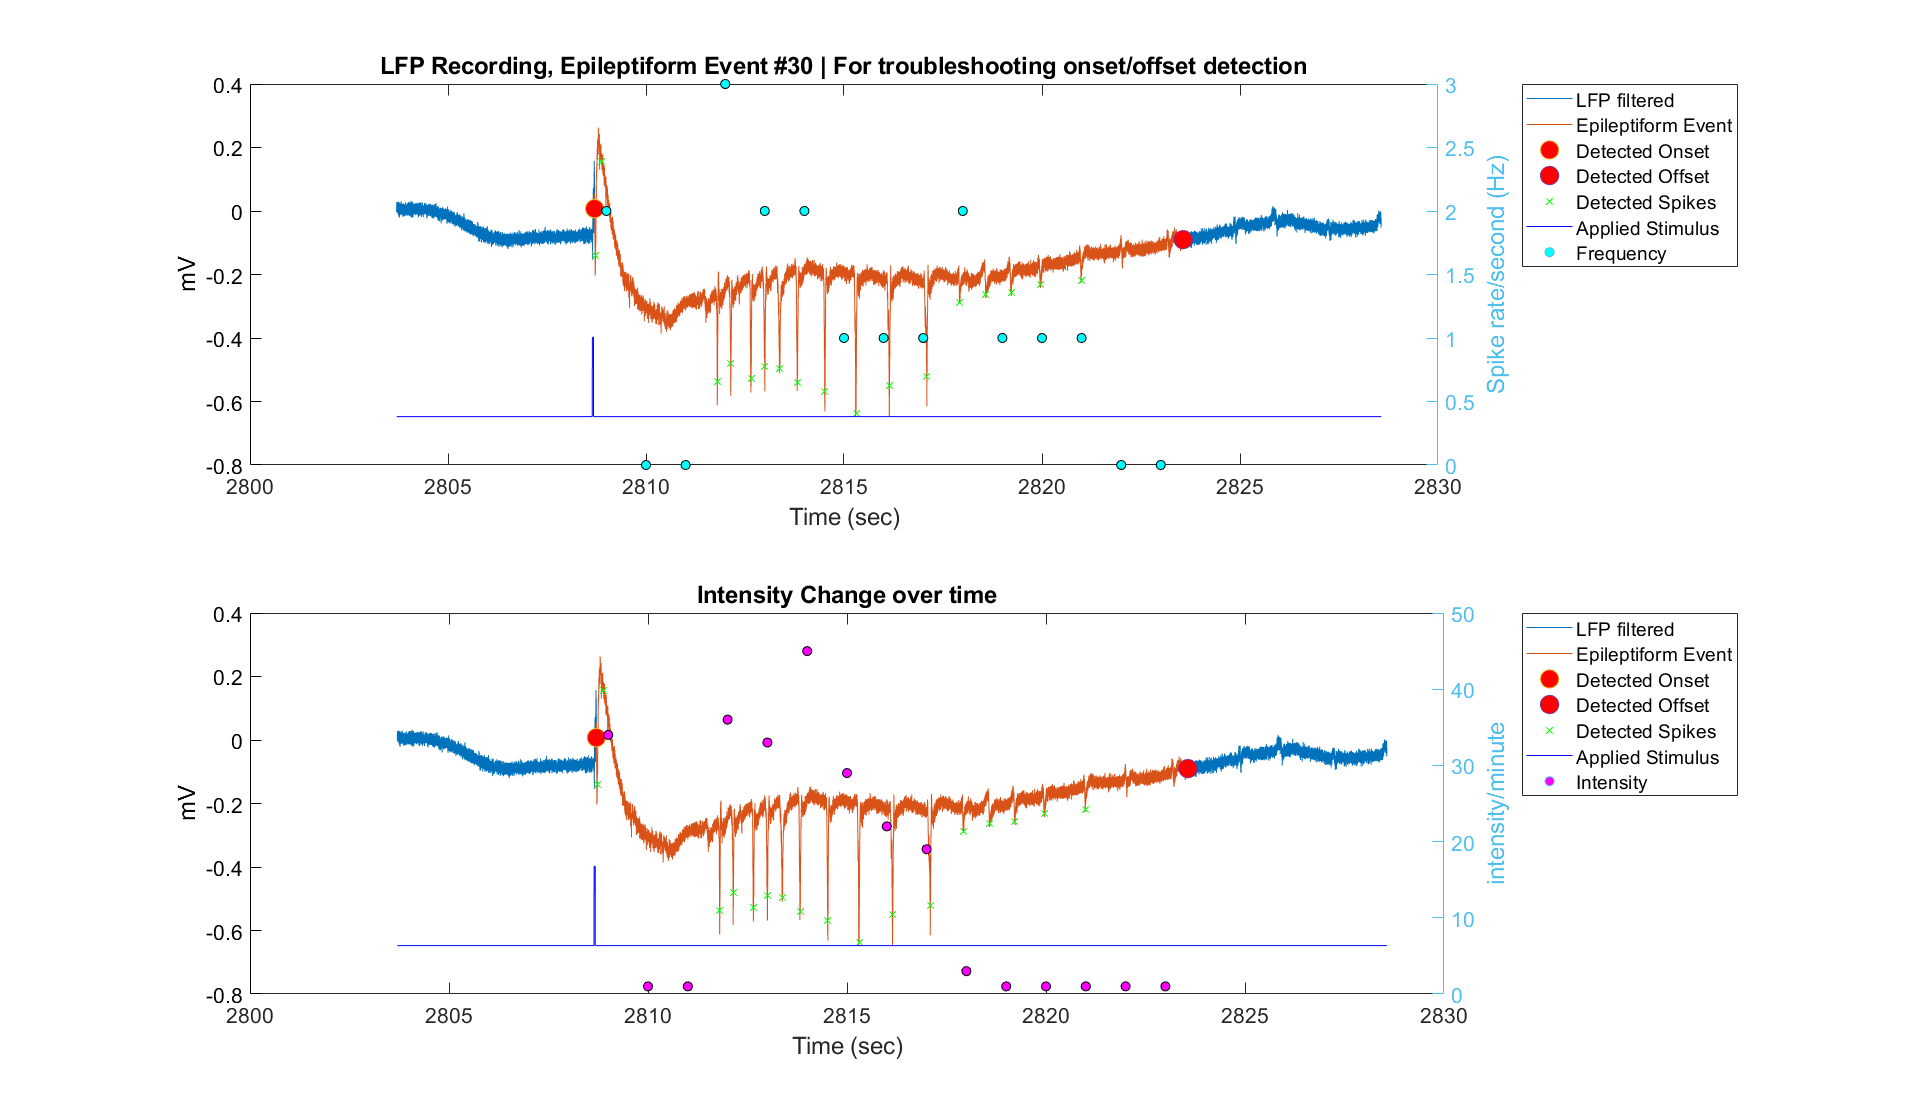 LFP Recording, Epileptiform Event #30 | For troubleshooting onset/offset detection
0.4
0.2
0
-0.2
-0.4
-0.6
-0.8
mV
2800
2805
2810
2815
2820
2825
2830
Time (sec)
3
2.5
2
1.5
1
0.5
0
Spike rate/second (Hz)
LFP filtered
Epileptiform Event
Detected Onset
Detected Offset
Detected Spikes
Applied Stimulus
Frequency
Intensity Change over time
0.4
0.2
0
-0.2
-0.4
-0.6
-0.8
mV
2800
2805
2810
2815
2820
2825
2830
Time (sec)
50
40
30
20
10
0
intensity/minute
LFP filtered
Epileptiform Event
Detected Onset
Detected Offset
Detected Spikes
Applied Stimulus
Intensity